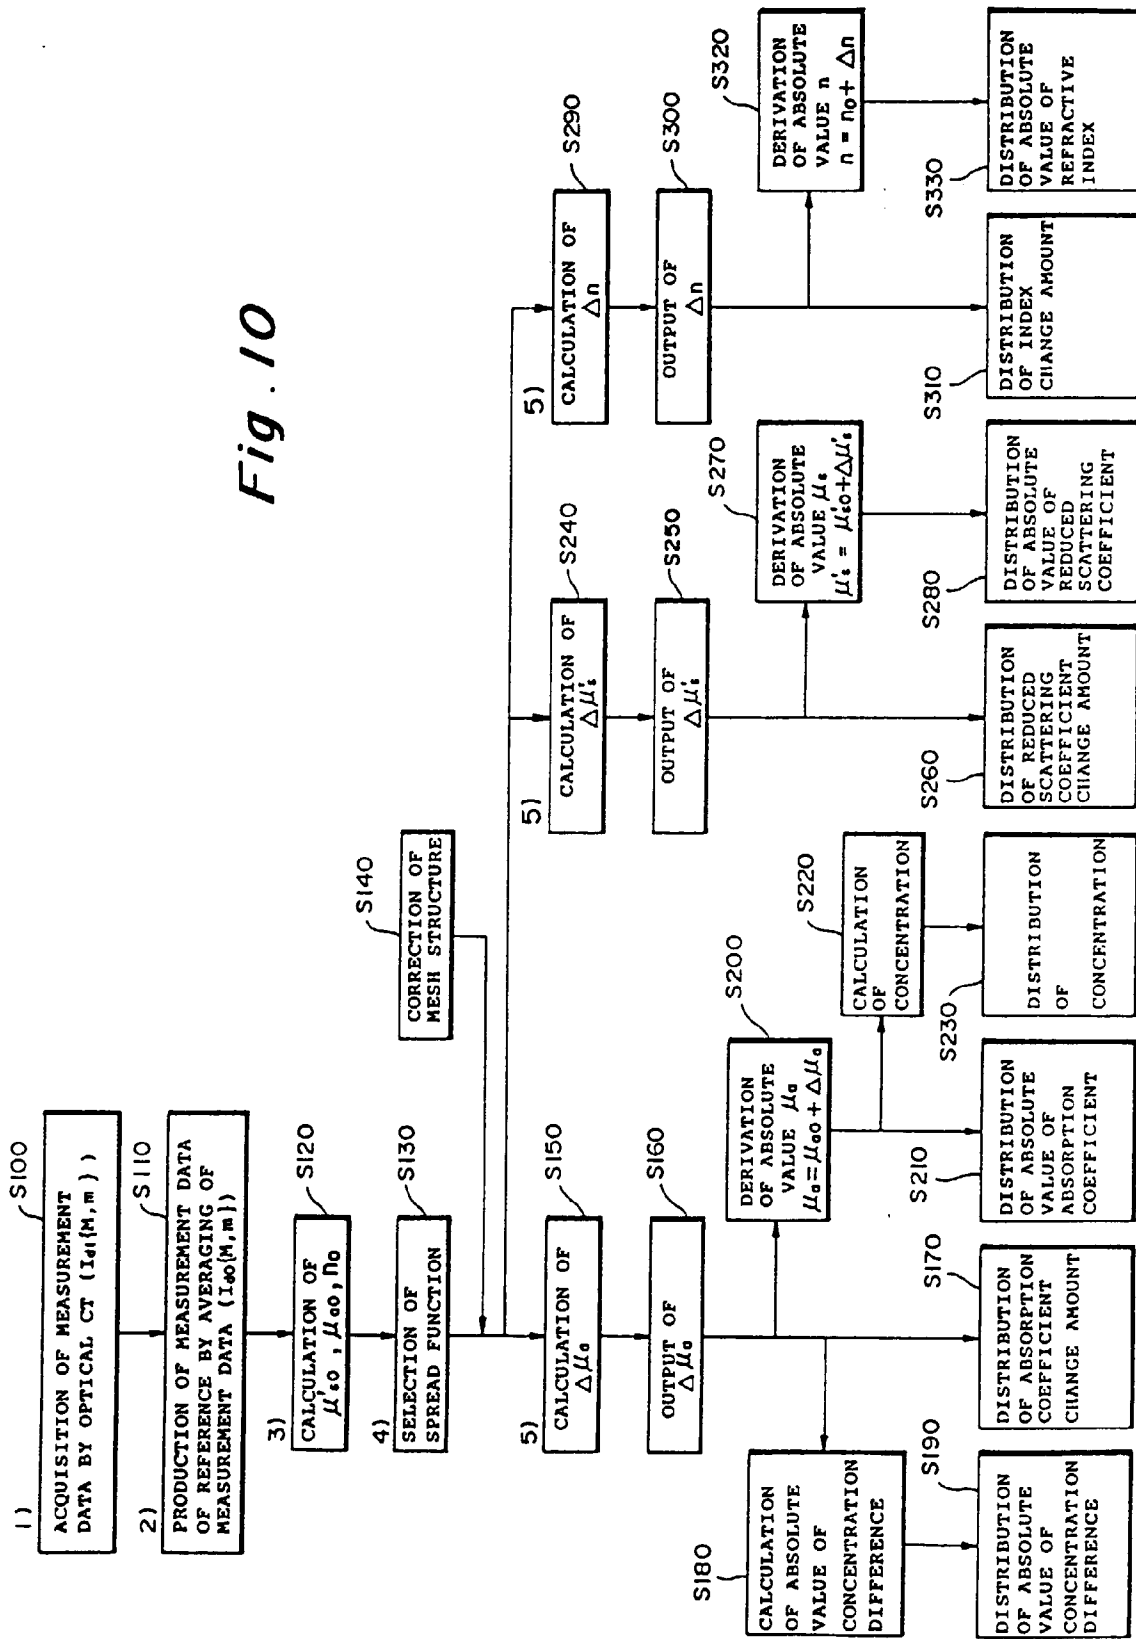 Fig. 10
1)
S100
ACQUISITION OF MEASUREMENT
DATA BY OPTICAL CT (Id1{M,m})
2)
S110
PRODUCTION OF MEASUREMENT DATA
OF REFERENCE BY AVERAGING OF
MEASUREMENT DATA (Id0{M,m})
3)
S120
CALCULATION OF
μ's0, μa0, n0
4)
S130
SELECTION OF
SPREAD FUNCTION
S140
CORRECTION OF
MESH STRUCTURE
5)
S150
CALCULATION OF
Δμa
S160
OUTPUT OF
Δμa
5)
S240
CALCULATION OF
Δμ's
S250
OUTPUT OF
Δμ's
5)
S290
CALCULATION OF
Δn
S300
OUTPUT OF
Δn
S180
CALCULATION
OF ABSOLUTE
VALUE OF
CONCENTRATION
DIFFERENCE
S200
DERIVATION
OF ABSOLUTE
VALUE μa
μa=μa0+Δμa
S220
CALCULATION
OF
CONCENTRATION
S270
DERIVATION
OF ABSOLUTE
VALUE μs
μ's = μ's0+Δμ's
S320
DERIVATION
OF ABSOLUTE
VALUE n
n = n0+ Δn
S190
DISTRIBUTION
OF ABSOLUTE
VALUE OF
CONCENTRATION
DIFFERENCE
S170
DISTRIBUTION
OF ABSORPTION
COEFFICIENT
CHANGE AMOUNT
S210
DISTRIBUTION
OF ABSOLUTE
VALUE OF
ABSORPTION
COEFFICIENT
S230
DISTRIBUTION
OF
CONCENTRATION
S260
DISTRIBUTION
OF REDUCED
SCATTERING
COEFFICIENT
CHANGE AMOUNT
S280
DISTRIBUTION
OF ABSOLUTE
VALUE OF
REDUCED
SCATTERING
COEFFICIENT
S310
DISTRIBUTION
OF INDEX
CHANGE AMOUNT
S330
DISTRIBUTION
OF ABSOLUTE
VALUE OF
REFRACTIVE
INDEX